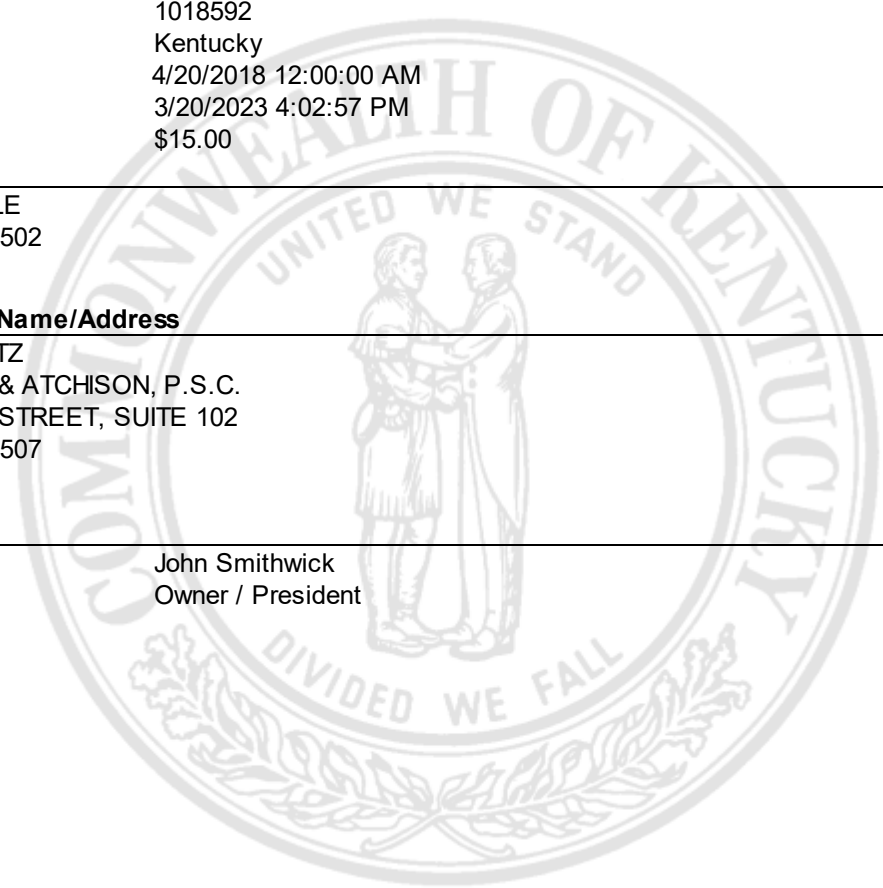 1018592
Kentucky
4/20/2018 12:00:00 AM
3/20/2023 4:02:57 PM
$15.00
LE
502
Name/Address
TZ
& ATCHISON, P.S.C.
STREET, SUITE 102
507
John Smithwick
Owner / President
COMMONWEALTH OF KENTUCKY
UNITED WE STAND
DIVIDED WE FALL